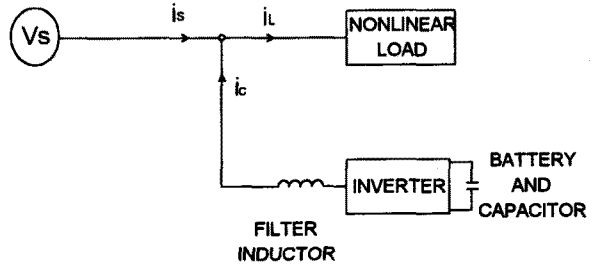 Vs
is
iL
NONLINEAR
LOAD
ic
INVERTER
BATTERY
AND
CAPACITOR
FILTER
INDUCTOR